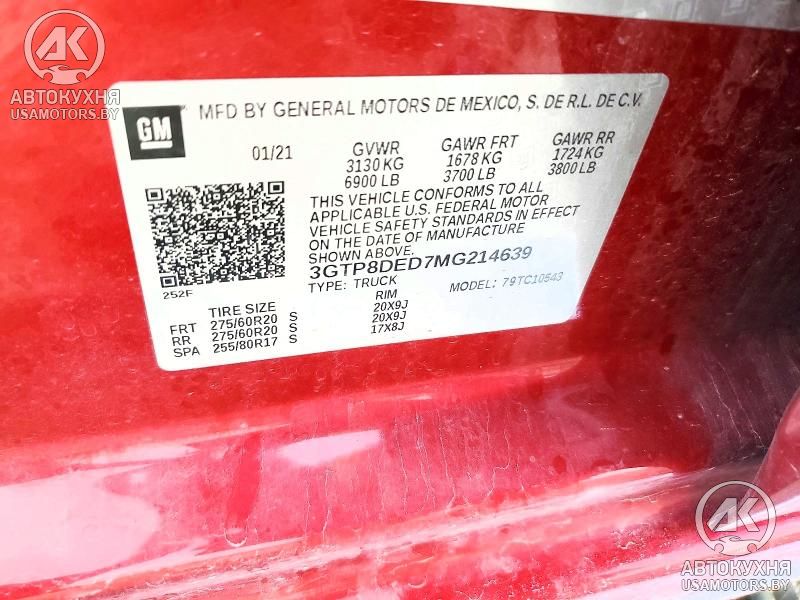 AK
АВТОКУХНЯ
USAMOTORS.BY
GM
MFD BY GENERAL MOTORS DE MEXICO, S. DE R.L. DE C.V.
01/21 GVWR GAWR FRT GAWR RR
3130 KG 1678 KG 1724 KG
6900 LB 3700 LB 3800 LB
THIS VEHICLE CONFORMS TO ALL
APPLICABLE U.S. FEDERAL MOTOR
VEHICLE SAFETY STANDARDS IN EFFECT
ON THE DATE OF MANUFACTURE
SHOWN ABOVE.
3GTP8DED7MG214639
TYPE: TRUCK MODEL: 79TC10543
252F
TIRE SIZE RIM
FRT 275/60R20 S 20X9J
RR 275/60R20 S 20X9J
SPA 255/80R17 S 17X8J
AK
АВТОКУХНЯ
USAMOTORS.BY